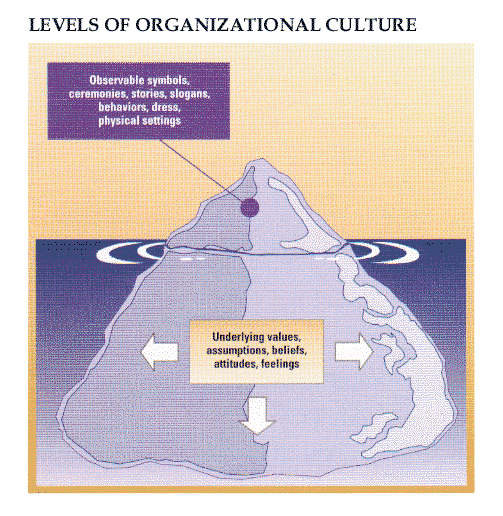 LEVELS OF ORGANIZATIONAL CULTURE
Observable symbols,
ceremonies, stories, slogans,
behaviors, dress,
physical settings
Underlying values,
assumptions, beliefs,
attitudes, feelings